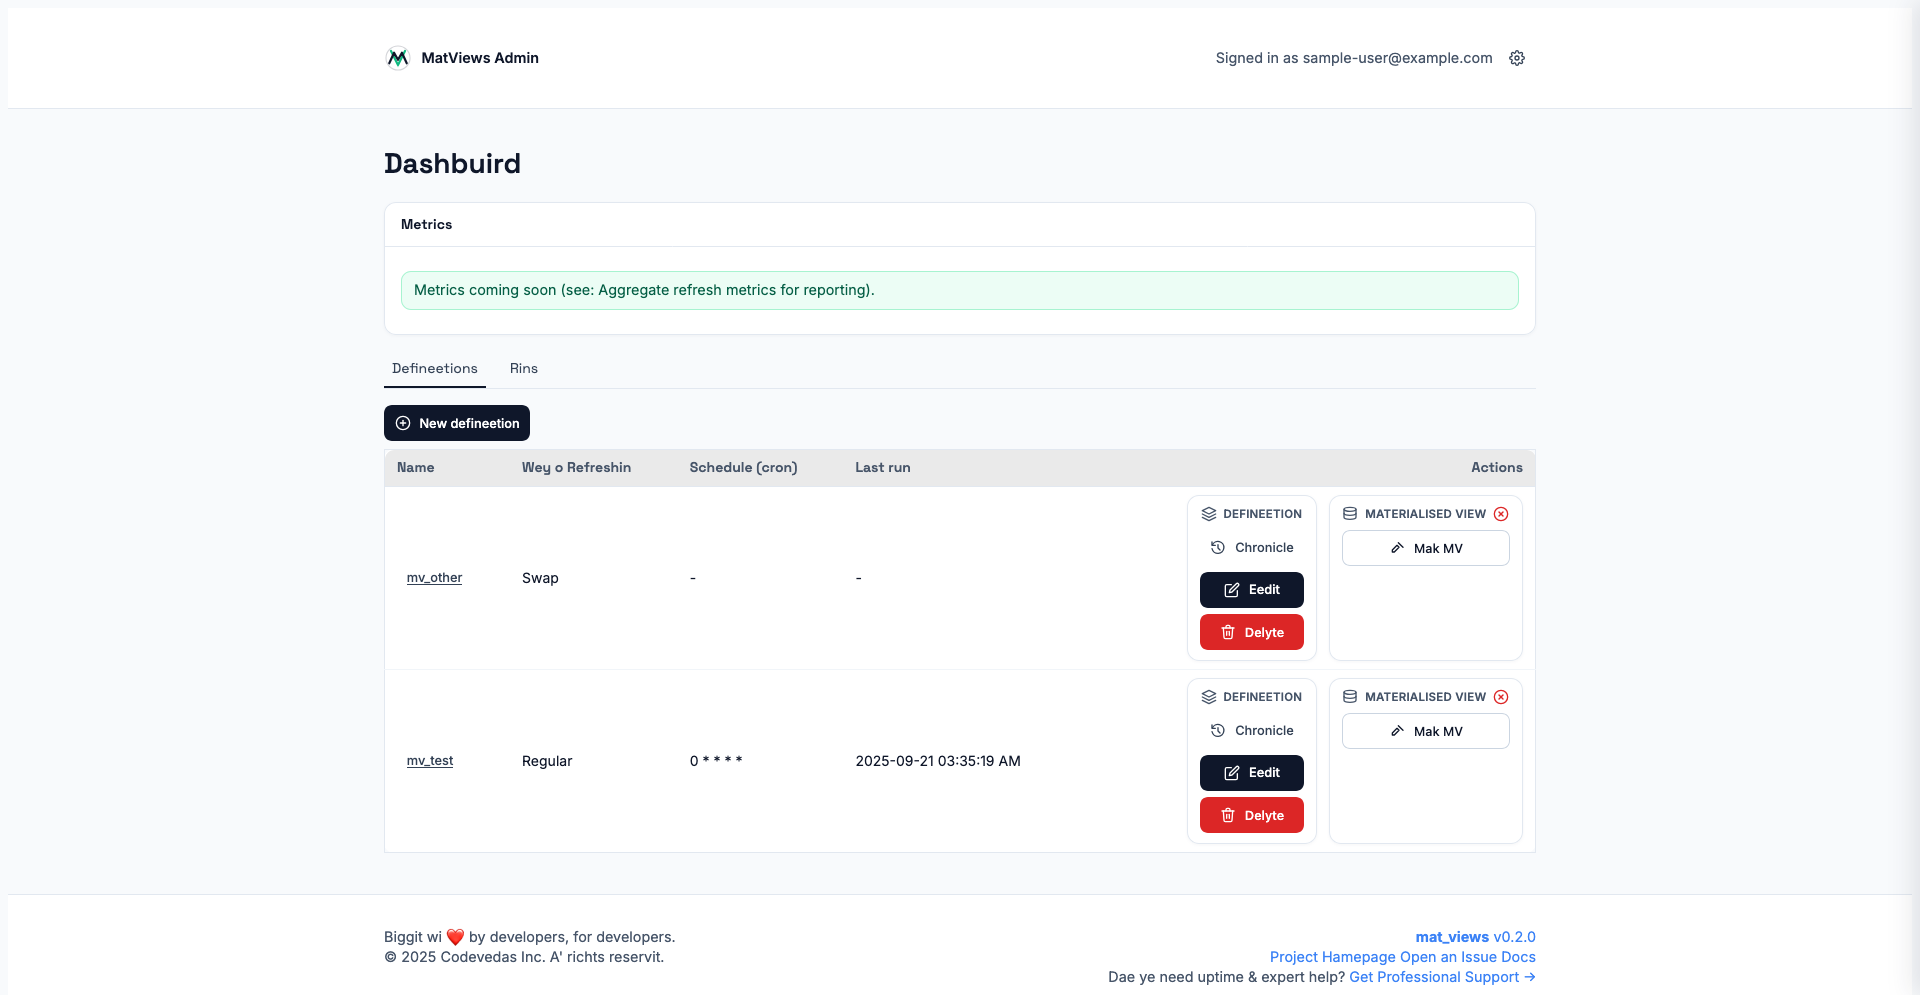 MatViews Admin
Signed in as sample-user@example.com
Dashbuird
Metrics
Metrics coming soon (see: Aggregate refresh metrics for reporting).
Defineetions Rins
New defineetion
Name Wey o Refreshin Schedule (cron) Last run Actions
DEFINEETION MATERIALISED VIEW
Chronicle Mak MV
mv_other Swap - -
Eedit
Delyte
DEFINEETION MATERIALISED VIEW
Chronicle Mak MV
mv_test Regular 0 * * * * 2025-09-21 03:35:19 AM
Eedit
Delyte
Biggit wi ❤️ by developers, for developers.
© 2025 Codevedas Inc. A' richts reservit.
mat_views v0.2.0
Project Hamepage Open an Issue Docs
Dae ye need uptime & expert help? Get Professional Support →